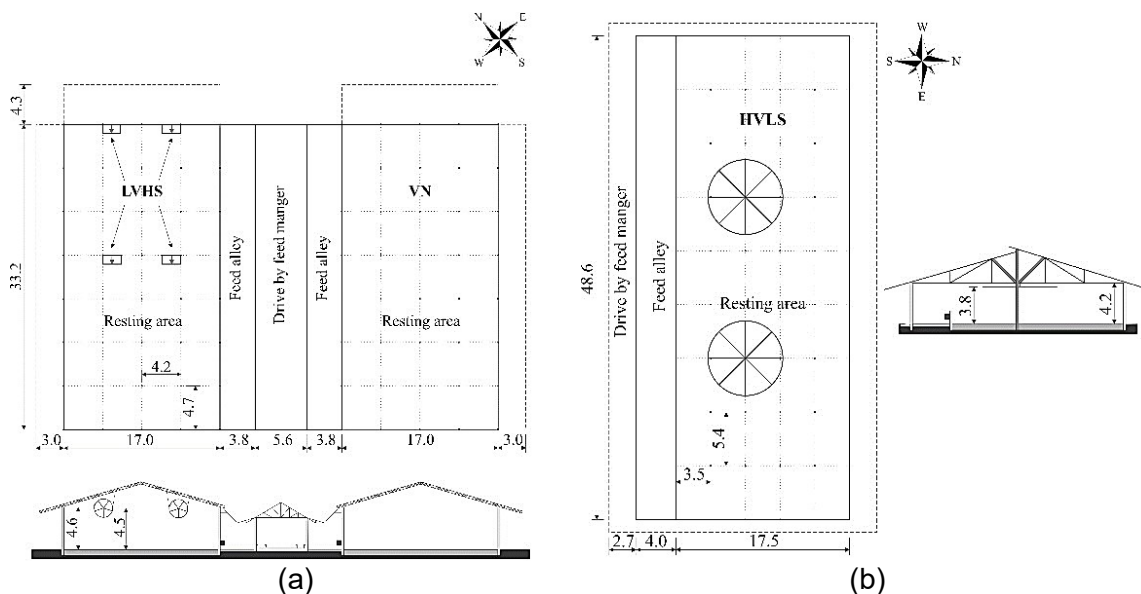 N E
W S
4.3
33.2
LVHS
VN
Feed alley
Drive by feed manger
Feed alley
Resting area
Resting area
4.2
4.7
3.0 17.0 3.8 5.6 3.8 17.0 3.0
4.6
4.5
(a)
W
S N
E
48.6
Drive by feed manger
Feed alley
HVLS
Resting area
5.4
3.5
2.7 4.0 17.5
3.8
4.2
(b)